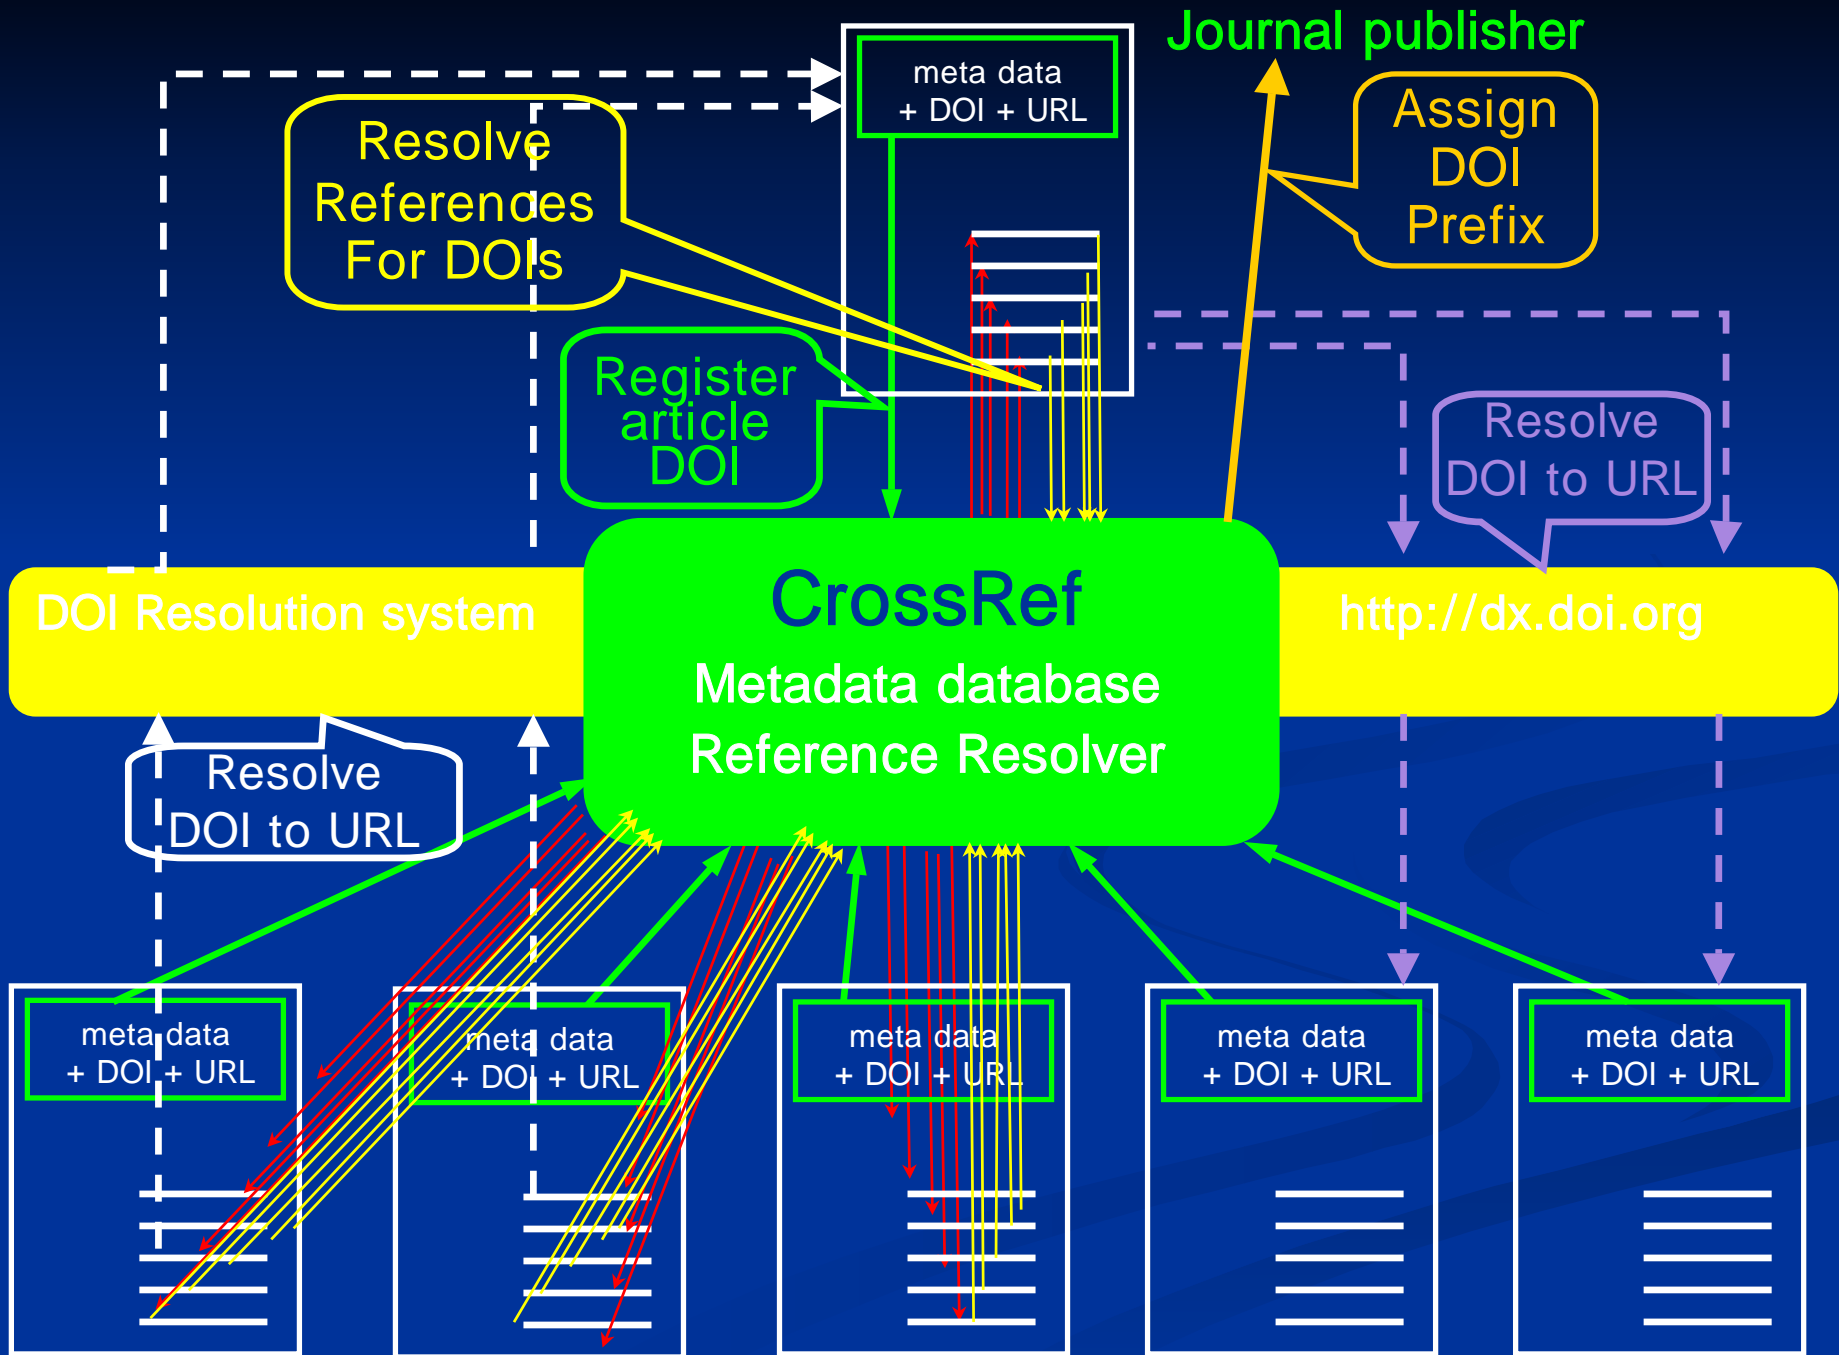 Journal publisher
meta data
+ DOI + URL
Assign
DOI
Prefix
Resolve
References
For DOIs
Register
article
DOI
Resolve
DOI to URL
DOI Resolution system
CrossRef
Metadata database
Reference Resolver
http://dx.doi.org
Resolve
DOI to URL
meta data
+ DOI + URL
meta data
+ DOI + URL
meta data
+ DOI + URL
meta data
+ DOI + URL
meta data
+ DOI + URL